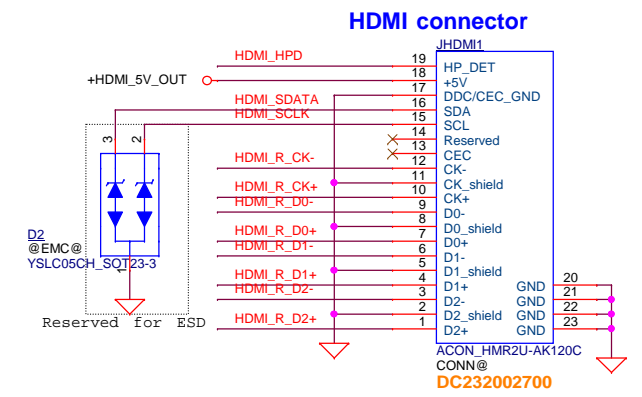 HDMI connector
JHDMI1
HDMI_HPD 19 HP_DET
+HDMI_5V_OUT 18 +5V
17 DDC/CEC_GND
HDMI_SDATA 16 SDA
HDMI_SCLK 15 SCL
14 Reserved
13 CEC
HDMI_R_CK- 12 CK-
11 CK_shield
HDMI_R_CK+ 10 CK+
HDMI_R_D0- 9 D0-
8 D0_shield
HDMI_R_D0+ 7 D0+
HDMI_R_D1- 6 D1-
5 D1_shield
HDMI_R_D1+ 4 D1+ GND 20
HDMI_R_D2- 3 D2- GND 21
2 D2_shield GND 22
HDMI_R_D2+ 1 D2+ GND 23
3 2
D2
@EMC@
YSLC05CH_SOT23-3
1
Reserved for ESD
ACON_HMR2U-AK120C
CONN@
DC232002700